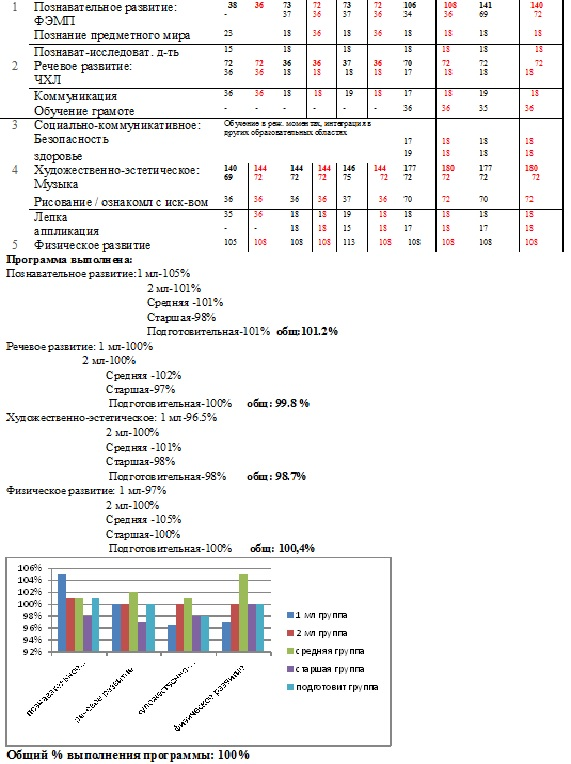 1 Познавательное развитие: 38 36 73 72 73 72 106 108 141 140
ФЭМП - 37 36 37 36 34 36 69 72
Познание предметного мира 23 18 36 18 36 18 18 18 18
Познават-исследоват. д-ть 15 18 18 18 18 18 18
2 Речевое развитие: 72 72 36 36 37 36 70 72 72 72
ЧХЛ 36 36 18 18 18 18 17 18 18 18
Коммуникация 36 36 18 18 19 18 17 18 19 18
Обучение грамоте - - - - - - 36 36 35 36
3 Социально-коммуникативное: Обучение в реж. моментах, интеграция в
других образовательных областях
Безопасность 17 18 18 18
здоровье 19 18 18 18
4 Художественно-эстетическое: 140 144 144 144 146 144 177 180 177 180
Музыка 69 72 72 72 75 72 72 72 72 72
Рисование / ознакомл с иск-вом 36 36 36 36 37 36 70 72 70 72
Лепка 35 36 18 18 19 18 18 18 18 18
аппликация - - 18 18 15 18 17 18 17 18
5 Физическое развитие 105 108 108 108 113 108 108 108 108 108
Программа выполнена:
Познавательное развитие:1 мл-105%
2 мл-101%
Средняя -101%
Старшая-98%
Подготовительная-101% общ:101.2%
Речевое развитие: 1 мл-100%
2 мл-100%
Средняя -102%
Старшая-97%
Подготовительная-100% общ: 99.8 %
Художественно-эстетическое: 1 мл -96.5%
2 мл-100%
Средняя -101%
Старшая-98%
Подготовительная-98% общ: 98.7%
Физическое развитие: 1 мл-97%
2 мл-100%
Средняя -105%
Старшая-100%
Подготовительная-100% общ: 100,4%
106%
104%
102%
100%
98%
96%
94%
92%
познавательное...
речевое развитие
художественно-...
физическое развитие
1 мл группа
2 мл группа
средняя группа
старшая группа
подготовит группа
Общий % выполнения программы: 100%